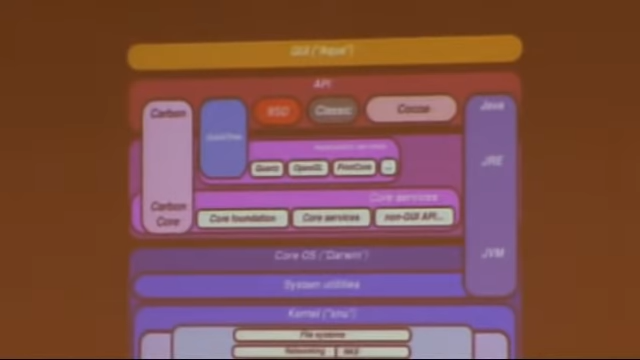 GUI ("Aqua")
API
Carbon
BSD
Classic
Cocoa
Java
JRE
Quartz
OpenGL
PrintCore
...
Core services
Carbon
Core
Core foundation
Core services
non-GUI API...
JVM
Core OS ("Darwin")
System utilities
Kernel ("xnu")
File systems
Networking
NKE